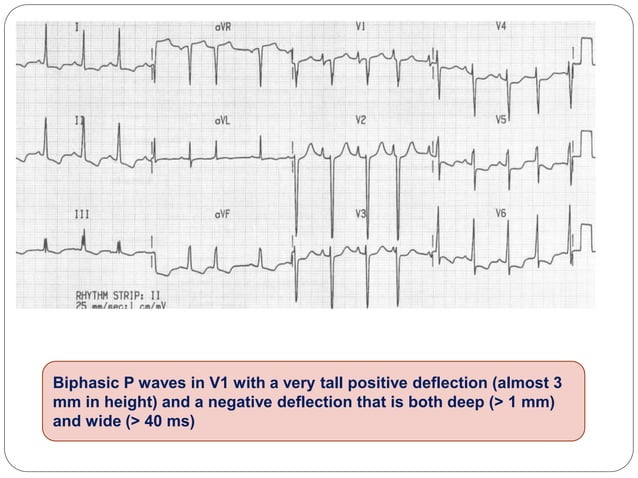 I aVR V1 V4
II aVL V2 V5
III aVF V3 V6
RHYTHM STRIP: II
25 mm/sec;1 cm/mV
Biphasic P waves in V1 with a very tall positive deflection (almost 3
mm in height) and a negative deflection that is both deep (> 1 mm)
and wide (> 40 ms)